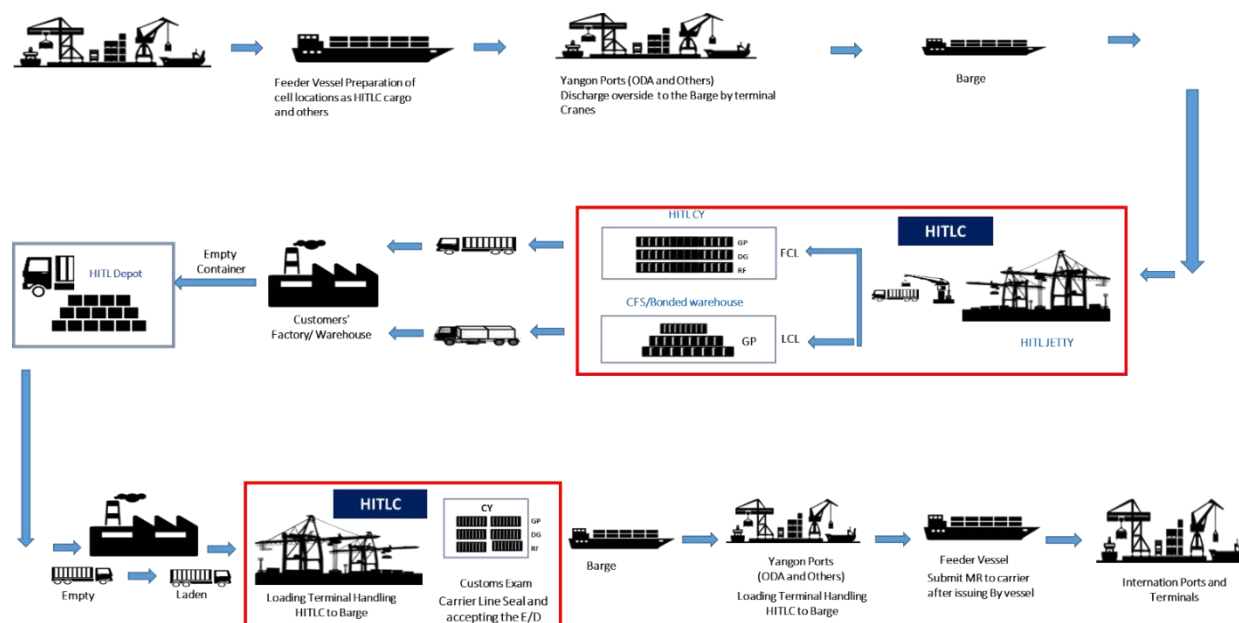 Feeder Vessel Preparation of
cell locations as HITLC cargo
and others
Yangon Ports (ODA and Others)
Discharge overside to the Barge by terminal
Cranes
Barge
HITL CY
GP
DG
RF
FCL
HITLC
CFS/Bonded warehouse
GP
LCL
HITL JETTY
Customers'
Factory/ Warehouse
Empty
Container
HITL Depot
Empty
Laden
HITLC
Loading Terminal Handling
HITLC to Barge
CY
GP
DG
RF
Customs Exam
Carrier Line Seal and
accepting the E/D
Barge
Yangon Ports
(ODA and Others)
Loading Terminal Handling
HITLC to Barge
Feeder Vessel
Submit MR to carrier
after issuing By vessel
Internation Ports and
Terminals